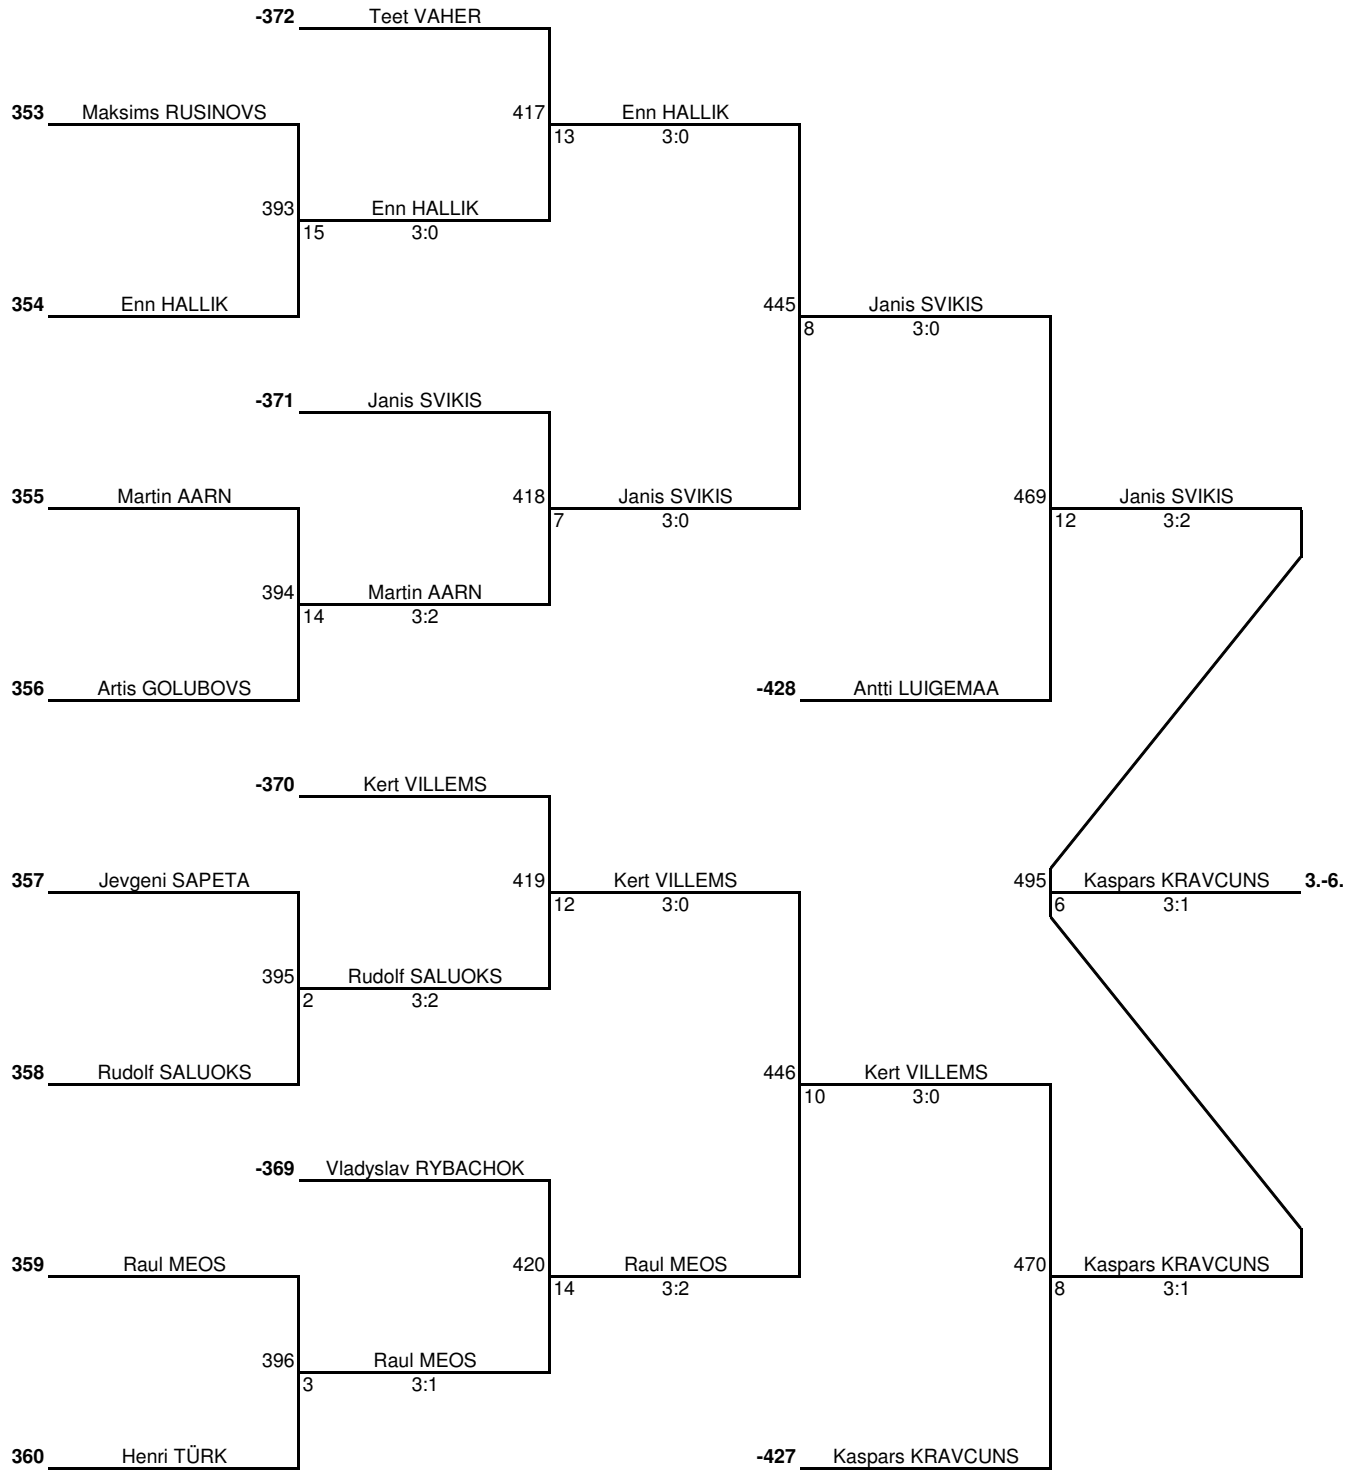 -372 Teet VAHER
353 Maksims RUSINOVS 417 Enn HALLIK
13 3:0
393 Enn HALLIK
15 3:0
354 Enn HALLIK 445 Janis SVIKIS
8 3:0
-371 Janis SVIKIS
355 Martin AARN 418 Janis SVIKIS 469 Janis SVIKIS
7 3:0 12 3:2
394 Martin AARN
14 3:2
356 Artis GOLUBOVS -428 Antti LUIGEMAA
-370 Kert VILLEMS
357 Jevgeni SAPETA 419 Kert VILLEMS 495 Kaspars KRAVCUNS 3.-6.
12 3:0 6 3:1
395 Rudolf SALUOKS
2 3:2
358 Rudolf SALUOKS 446 Kert VILLEMS
10 3:0
-369 Vladyslav RYBACHOK
359 Raul MEOS 420 Raul MEOS 470 Kaspars KRAVCUNS
14 3:2 8 3:1
396 Raul MEOS
3 3:1
360 Henri TÜRK -427 Kaspars KRAVCUNS